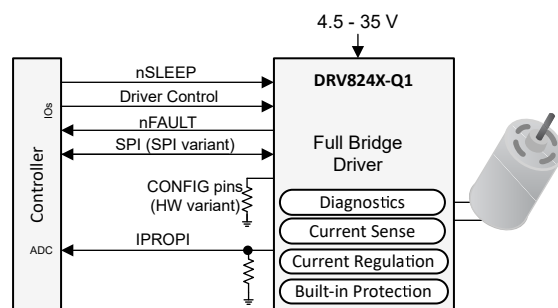 4.5 - 35 V
nSLEEP
DRV824X-Q1
Driver Control
IOs
nFAULT
SPI (SPI variant)
Full Bridge
Driver
Controller
CONFIG pins
(HW variant)
Diagnostics
Current Sense
ADC
IPROPI
Current Regulation
Built-in Protection